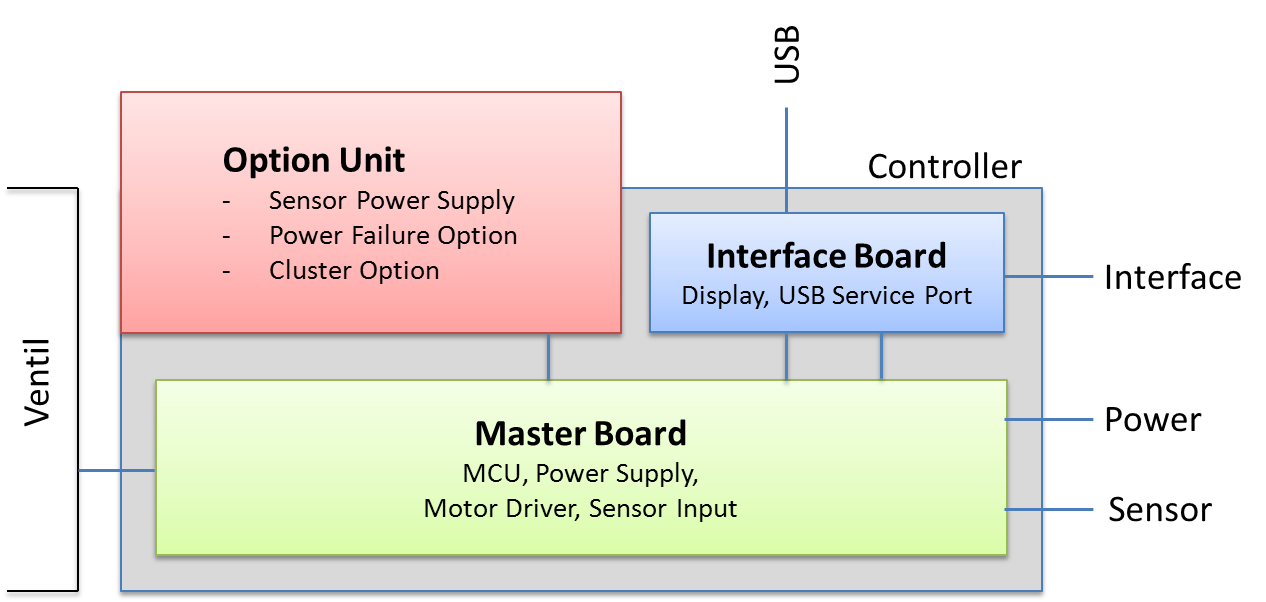 USB
Controller
Option Unit
- Sensor Power Supply
- Power Failure Option
- Cluster Option
Interface Board
Display, USB Service Port
Interface
Ventil
Master Board
MCU, Power Supply,
Motor Driver, Sensor Input
Power
Sensor